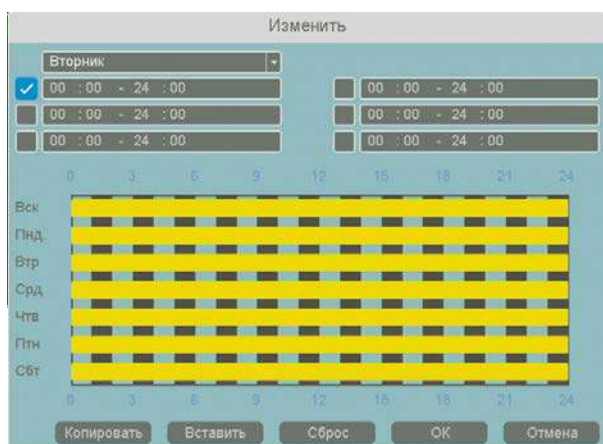 Изменить
Вторник
00 : 00 - 24 : 00 00 : 00 - 24 : 00
00 : 00 - 24 : 00 00 : 00 - 24 : 00
00 : 00 - 24 : 00 00 : 00 - 24 : 00
0 3 6 9 12 15 18 21 24
Вск
Пнд.
Втр
Срд
Чтв
Птн
Сбт
0 3 6 9 12 15 18 21 24
Копировать Вставить Сброс ОК Отмена